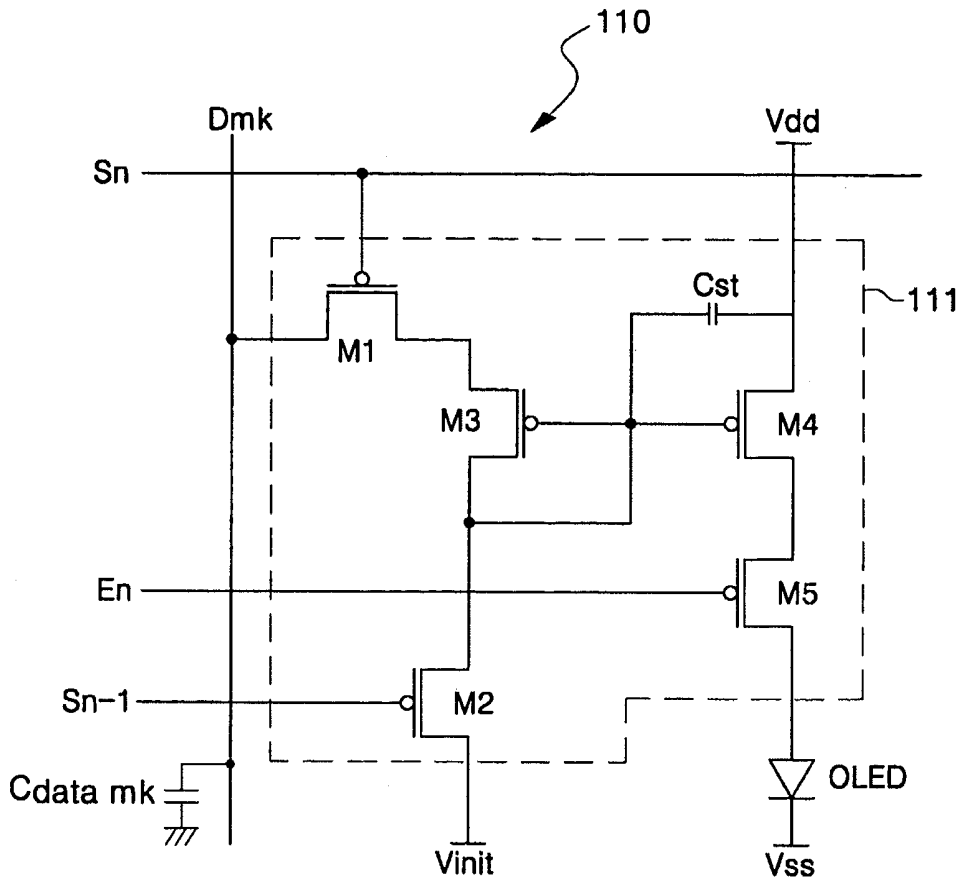 110
Dmk
Vdd
Sn
Cst
111
M1
M3
M4
En
M5
Sn-1
M2
Cdata mk
OLED
Vinit
Vss